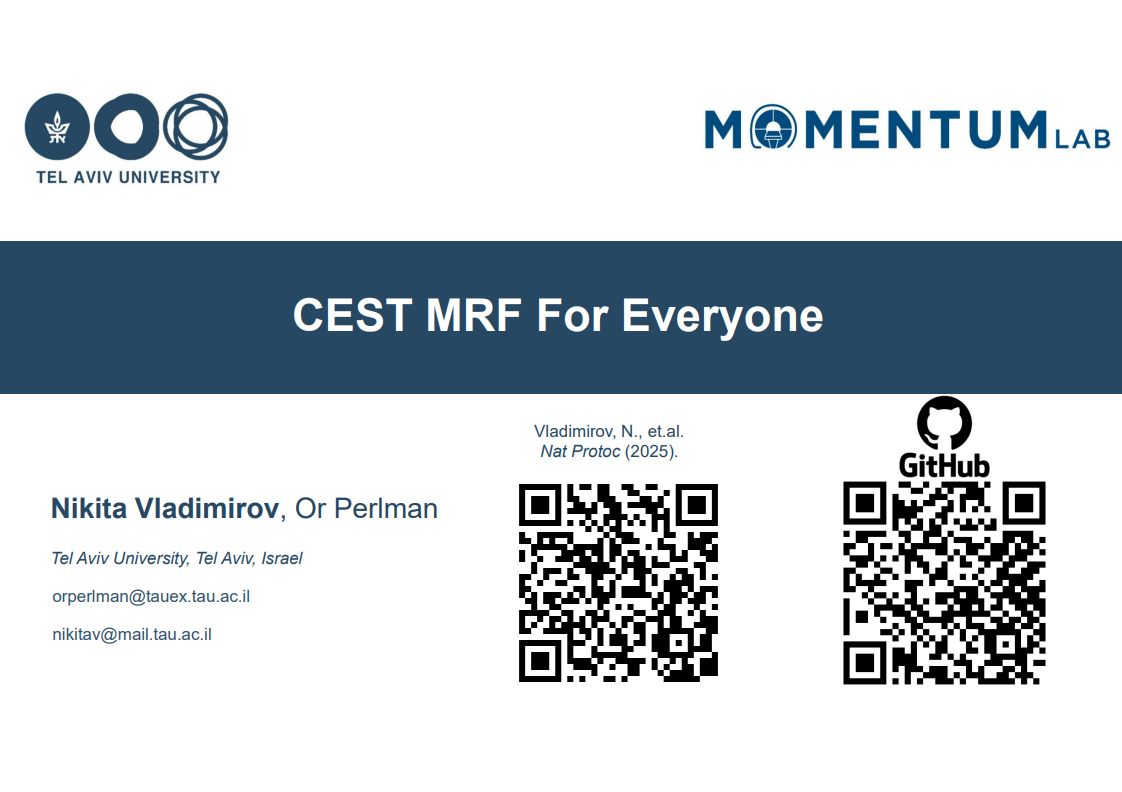 TEL AVIV UNIVERSITY
MOMENTUM LAB
CEST MRF For Everyone
Vladimirov, N., et.al.
Nat Protoc (2025).
GitHub
Nikita Vladimirov, Or Perlman
Tel Aviv University, Tel Aviv, Israel
orperlman@tauex.tau.ac.il
nikitav@mail.tau.ac.il